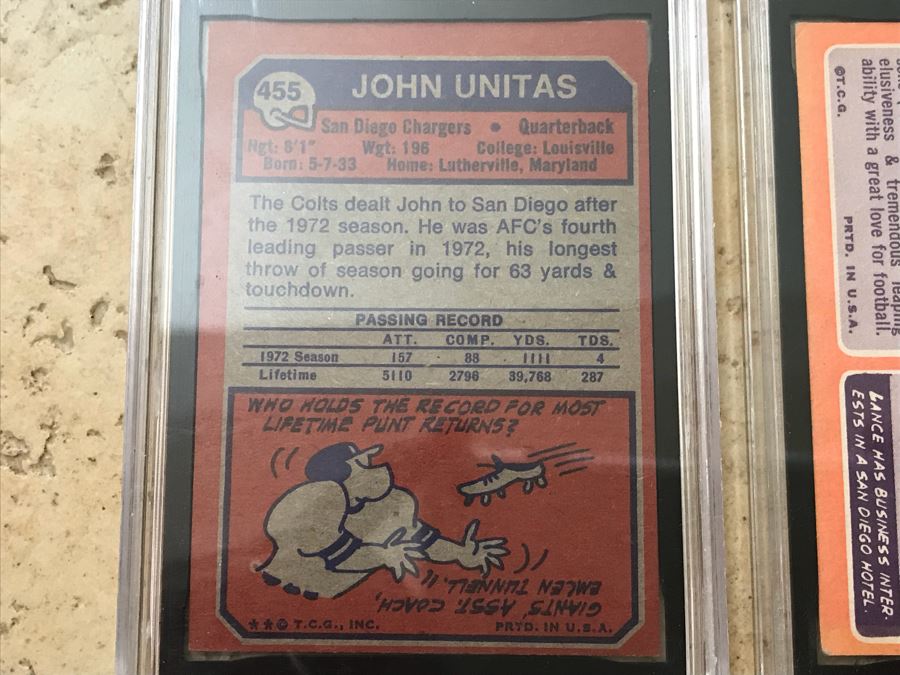 455
JOHN UNITAS
San Diego Chargers • Quarterback
Hgt: 6'1" Wgt: 196 College: Louisville
Born: 5-7-33 Home: Lutherville, Maryland
The Colts dealt John to San Diego after
the 1972 season. He was AFC's fourth
leading passer in 1972, his longest
throw of season going for 63 yards &
touchdown.
PASSING RECORD
ATT. COMP. YDS. TDS.
1972 Season 157 88 1111 4
Lifetime 5110 2796 39,768 287
WHO HOLDS THE RECORD FOR MOST
LIFETIME PUNT RETURNS?
GIANTS' ASST. COACH,
EMLEN TUNNELL.
★★© T.C.G., INC. PRTD. IN U.S.A.
elusiveness & tremendous leaping
ability with a great love for football.
©T.C.G. PRTD. IN U.S.A.
LANCE HAS BUSINESS INTER-
ESTS IN A SAN DIEGO HOTEL.